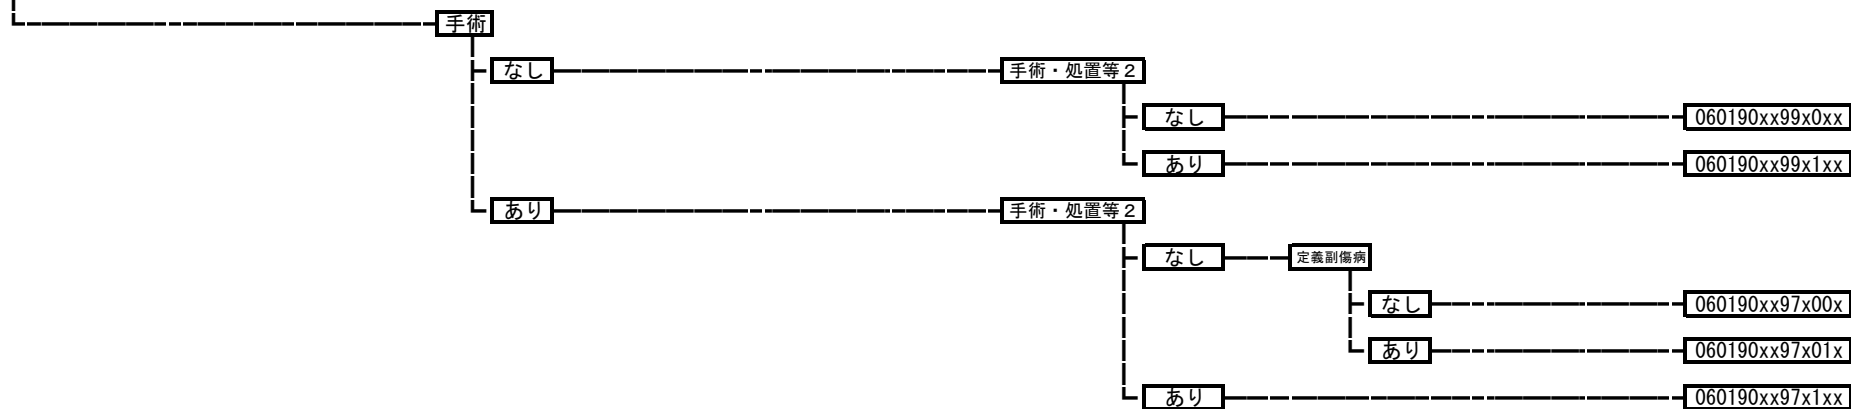 手術
なし 手術・処置等２
なし 060190xx99x0xx
あり 060190xx99x1xx
あり 手術・処置等２
なし 定義副傷病
なし 060190xx97x00x
あり 060190xx97x01x
あり 060190xx97x1xx